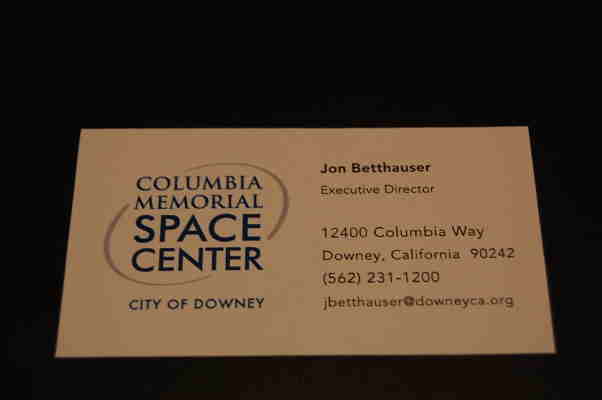 COLUMBIA
MEMORIAL
SPACE
CENTER
CITY OF DOWNEY
Jon Betthauser
Executive Director
12400 Columbia Way
Downey, California 90242
(562) 231-1200
jbetthauser@downeyca.org